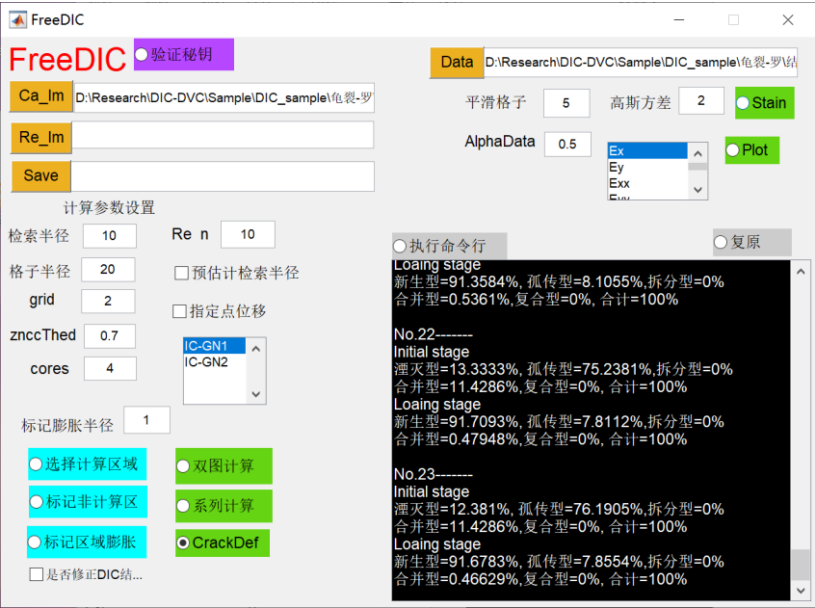 FreeDIC
FreeDIC
验证秘钥
Ca_Im D:\Research\DIC-DVC\Sample\DIC_sample\龟裂-罗
Re_Im
Save
计算参数设置
检索半径 10 Re n 10
格子半径 20 预估计检索半径
grid 2
指定点位移
znccThed 0.7
cores 4
IC-GN1
IC-GN2
标记膨胀半径 1
选择计算区域 双图计算
标记非计算区 系列计算
标记区域膨胀 CrackDef
是否修正DIC结...
Data D:\Research\DIC-DVC\Sample\DIC_sample\龟裂-罗\结
平滑格子 5 高斯方差 2 Stain
AlphaData 0.5
Ex
Ey
Exx
Eyy
Plot
执行命令行 复原
Loaing stage
新生型=91.3584%, 孤传型=8.1055%,拆分型=0%
合并型=0.5361%,复合型=0%, 合计=100%
No.22-------
Initial stage
湮灭型=13.3333%, 孤传型=75.2381%,拆分型=0%
合并型=11.4286%,复合型=0%, 合计=100%
Loaing stage
新生型=91.7093%, 孤传型=7.8112%,拆分型=0%
合并型=0.47948%,复合型=0%, 合计=100%
No.23-------
Initial stage
湮灭型=12.381%, 孤传型=76.1905%,拆分型=0%
合并型=11.4286%,复合型=0%, 合计=100%
Loaing stage
新生型=91.6783%, 孤传型=7.8554%,拆分型=0%
合并型=0.46629%,复合型=0%, 合计=100%